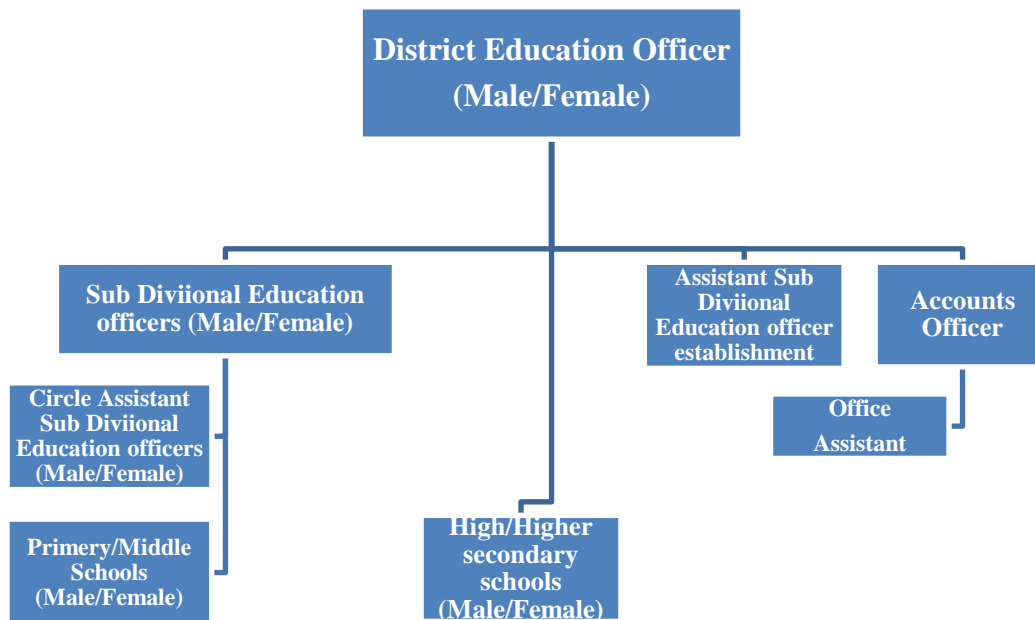 District Education Officer
(Male/Female)
Sub Diviional Education
officers (Male/Female)
Assistant Sub
Diviional
Education officer
establishment
Accounts
Officer
Circle Assistant
Sub Diviional
Education officers
(Male/Female)
Office
Assistant
Primery/Middle
Schools
(Male/Female)
High/Higher
secondary
schools
(Male/Female)